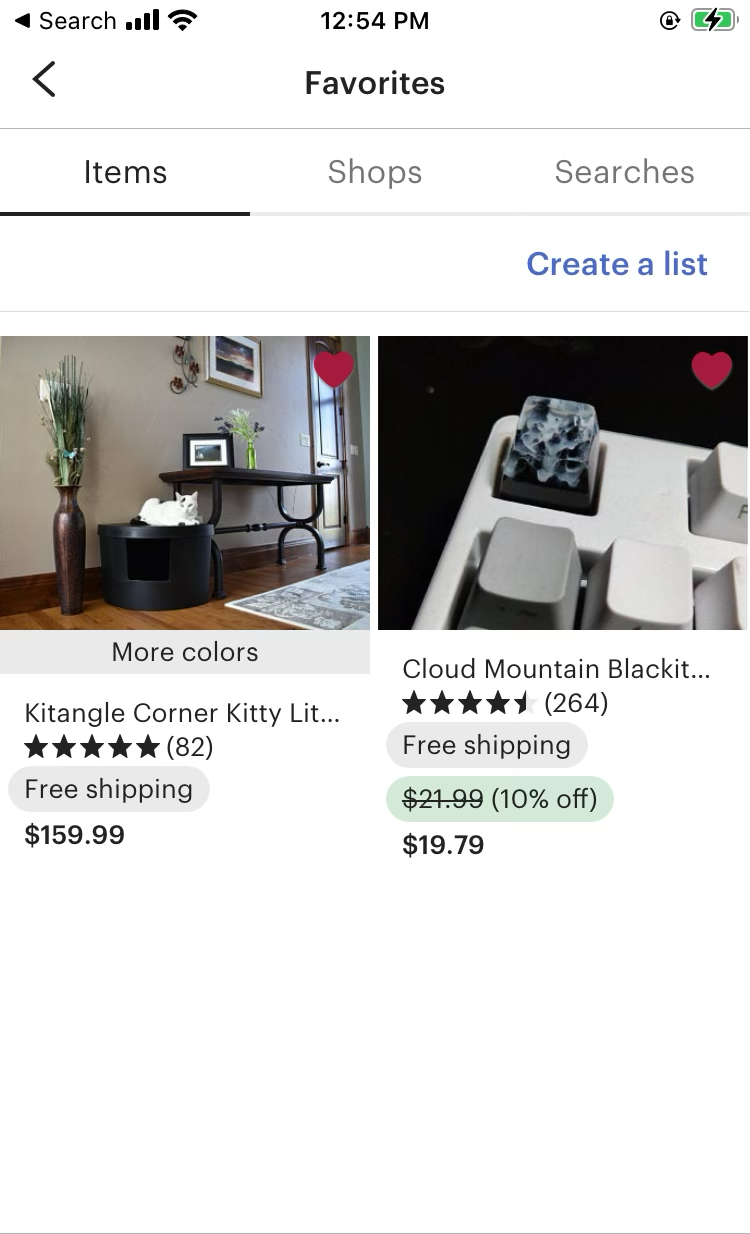 Search
12:54 PM
Favorites
Items
Shops
Searches
Create a list
More colors
Kitangle Corner Kitty Lit...
(82)
Free shipping
$159.99
Cloud Mountain Blackit...
(264)
Free shipping
$21.99 (10% off)
$19.79